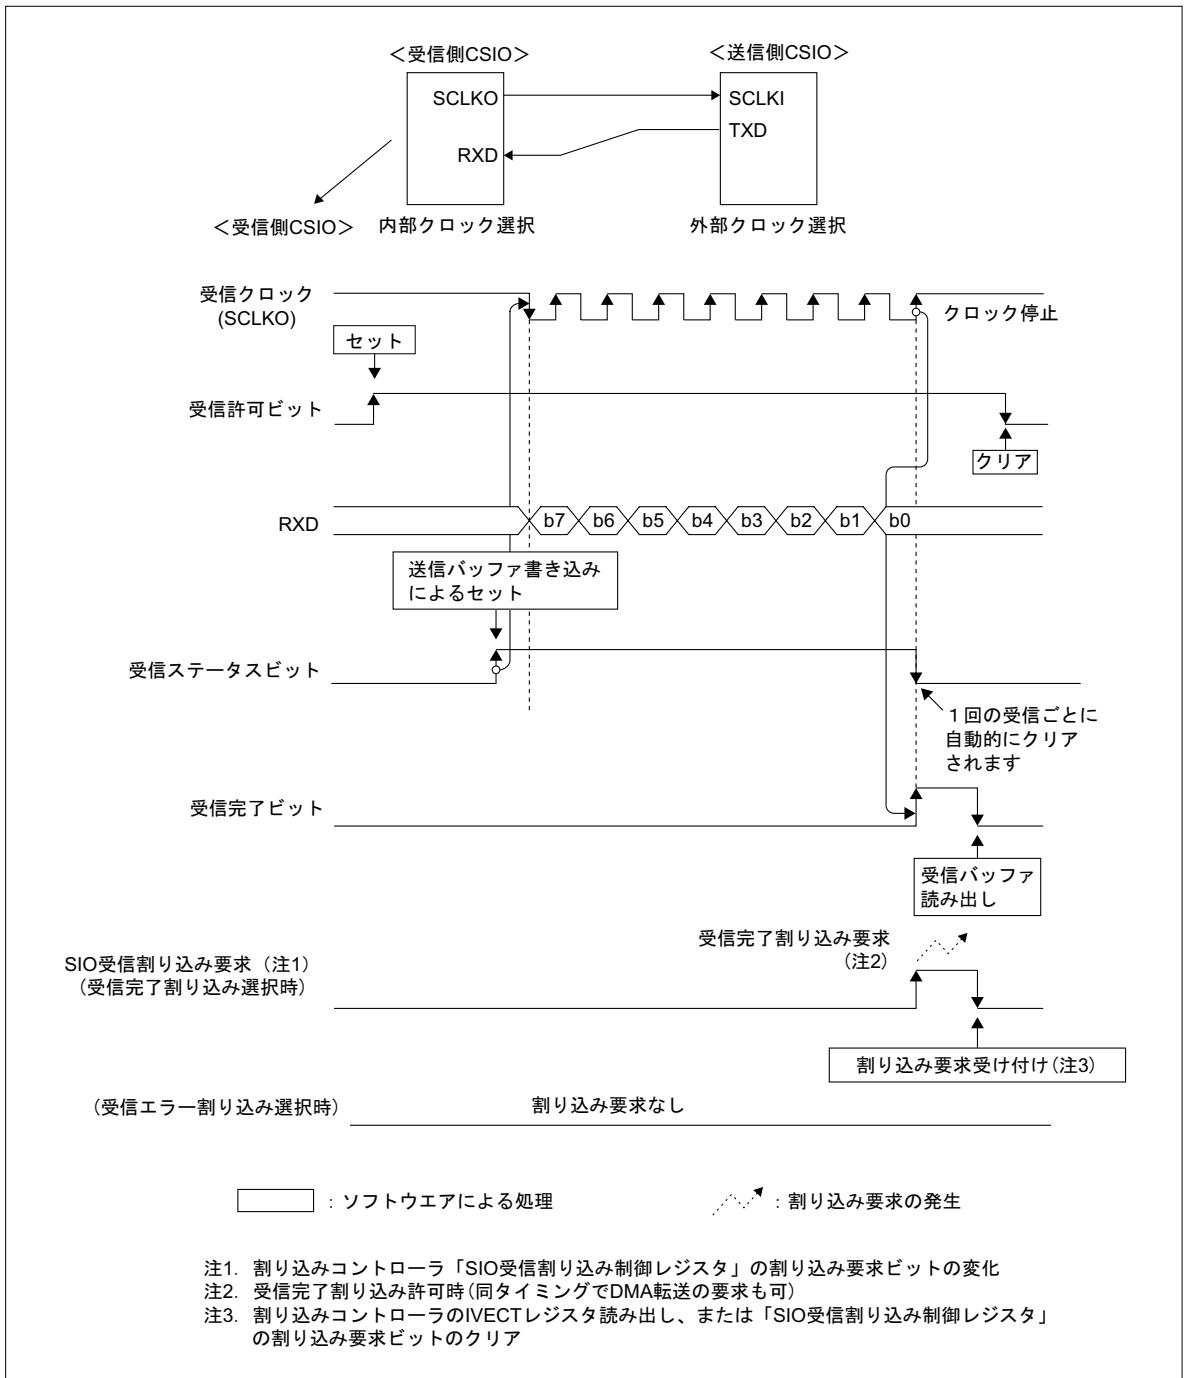 ＜受信側CSIO＞
＜送信側CSIO＞
SCLKO
SCLKI
TXD
RXD
＜受信側CSIO＞
内部クロック選択
外部クロック選択
受信クロック
(SCLKO)
クロック停止
セット
受信許可ビット
クリア
RXD
b7
b6
b5
b4
b3
b2
b1
b0
送信バッファ書き込み
によるセット
受信ステータスビット
１回の受信ごとに
自動的にクリア
されます
受信完了ビット
受信バッファ
読み出し
受信完了割り込み要求
(注2)
SIO受信割り込み要求（注1）
（受信完了割り込み選択時）
割り込み要求受け付け(注3)
(受信エラー割り込み選択時)
割り込み要求なし
：ソフトウエアによる処理
：割り込み要求の発生
注1. 割り込みコントローラ「SIO受信割り込み制御レジスタ」の割り込み要求ビットの変化
注2. 受信完了割り込み許可時(同タイミングでDMA転送の要求も可)
注3. 割り込みコントローラのIVECTレジスタ読み出し、または「SIO受信割り込み制御レジスタ」
の割り込み要求ビットのクリア